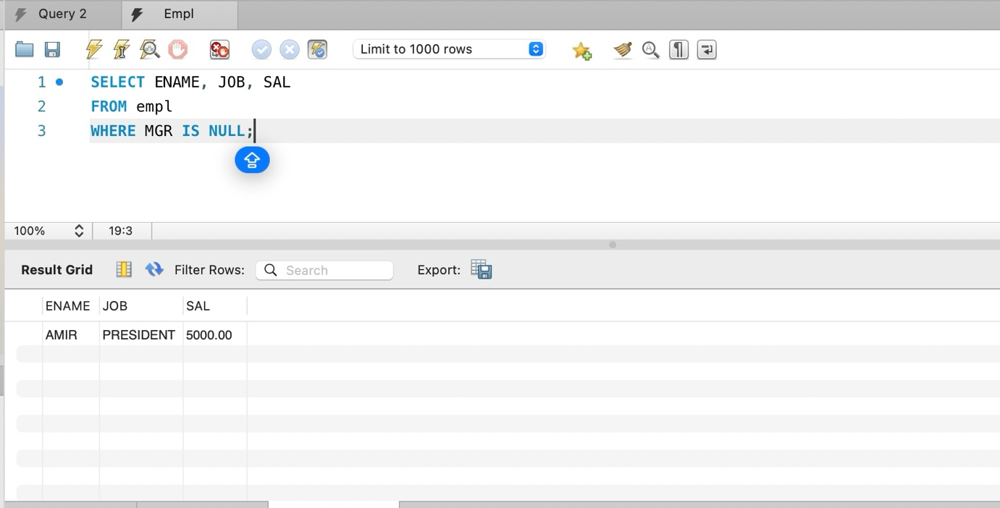 Query 2
Empl
Limit to 1000 rows
1 SELECT ENAME, JOB, SAL
2 FROM empl
3 WHERE MGR IS NULL;
100% 19:3
Result Grid Filter Rows: Search Export:
ENAME JOB SAL
AMIR PRESIDENT 5000.00